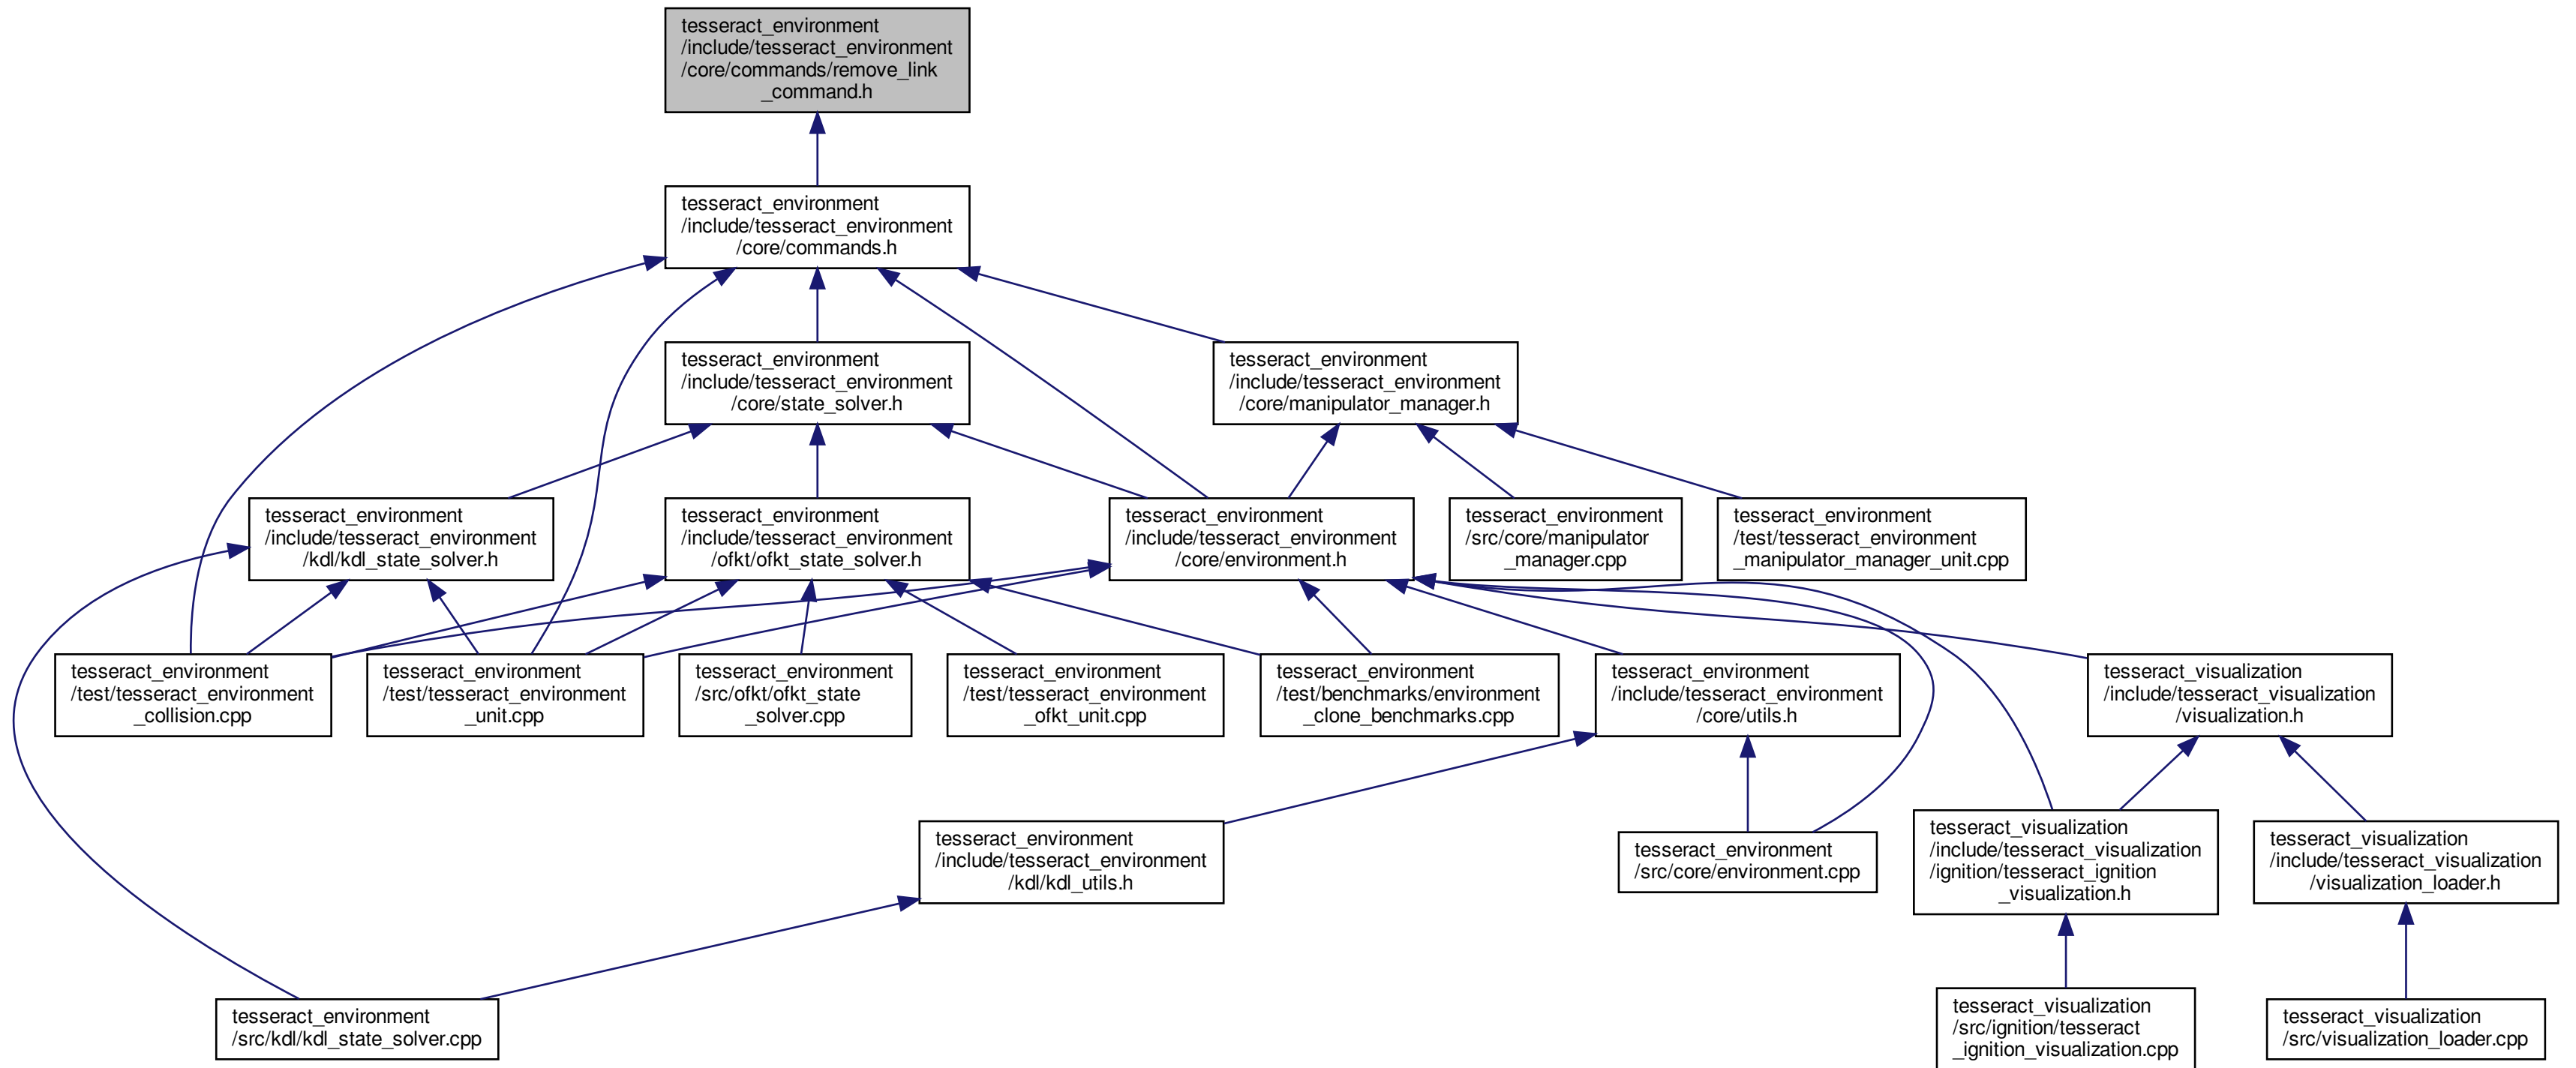 tesseract_environment
/include/tesseract_environment
/core/commands/remove_link
_command.h
tesseract_environment
/include/tesseract_environment
/core/commands.h
tesseract_environment
/include/tesseract_environment
/core/state_solver.h
tesseract_environment
/include/tesseract_environment
/core/manipulator_manager.h
tesseract_environment
/include/tesseract_environment
/kdl/kdl_state_solver.h
tesseract_environment
/include/tesseract_environment
/ofkt/ofkt_state_solver.h
tesseract_environment
/include/tesseract_environment
/core/environment.h
tesseract_environment
/src/core/manipulator
_manager.cpp
tesseract_environment
/test/tesseract_environment
_manipulator_manager_unit.cpp
tesseract_environment
/test/tesseract_environment
_collision.cpp
tesseract_environment
/test/tesseract_environment
_unit.cpp
tesseract_environment
/src/ofkt/ofkt_state
_solver.cpp
tesseract_environment
/test/tesseract_environment
_ofkt_unit.cpp
tesseract_environment
/test/benchmarks/environment
_clone_benchmarks.cpp
tesseract_environment
/include/tesseract_environment
/core/utils.h
tesseract_visualization
/include/tesseract_visualization
/visualization.h
tesseract_environment
/include/tesseract_environment
/kdl/kdl_utils.h
tesseract_environment
/src/core/environment.cpp
tesseract_visualization
/include/tesseract_visualization
/ignition/tesseract_ignition
_visualization.h
tesseract_visualization
/include/tesseract_visualization
/visualization_loader.h
tesseract_environment
/src/kdl/kdl_state_solver.cpp
tesseract_visualization
/src/ignition/tesseract
_ignition_visualization.cpp
tesseract_visualization
/src/visualization_loader.cpp